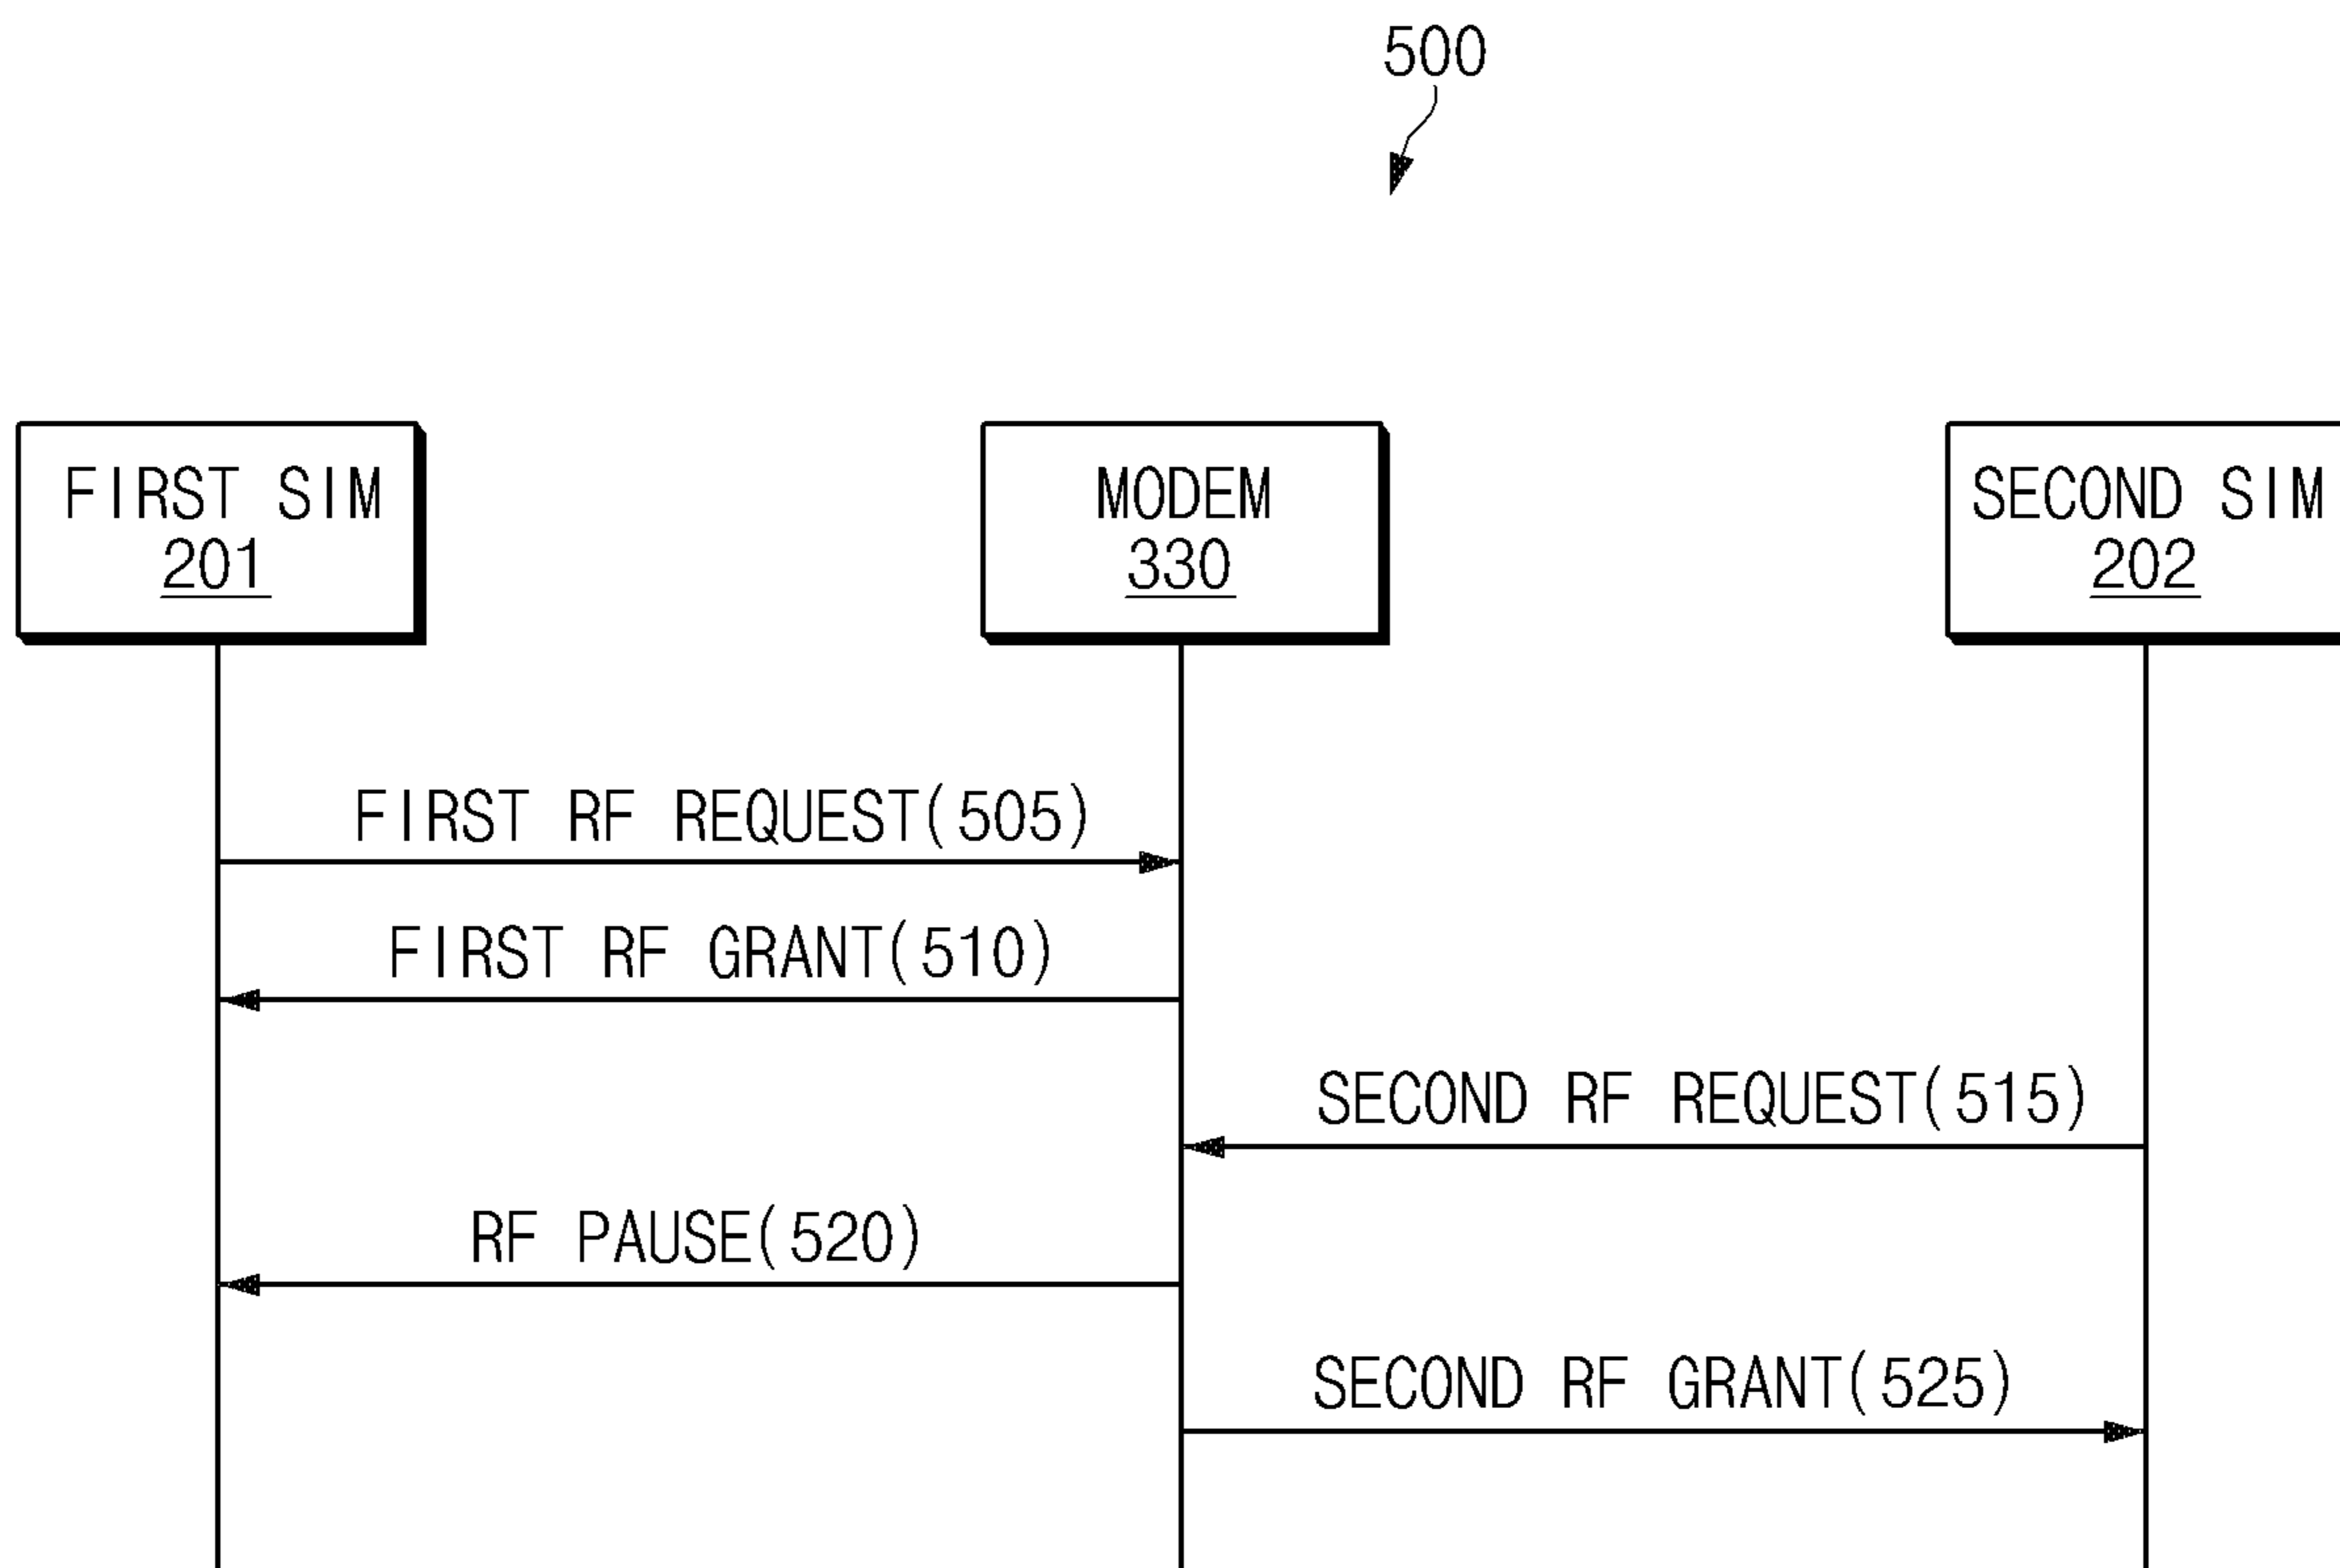 500
FIRST SIM
201
MODEM
330
SECOND SIM
202
FIRST RF REQUEST(505)
FIRST RF GRANT(510)
SECOND RF REQUEST(515)
RF PAUSE(520)
SECOND RF GRANT(525)